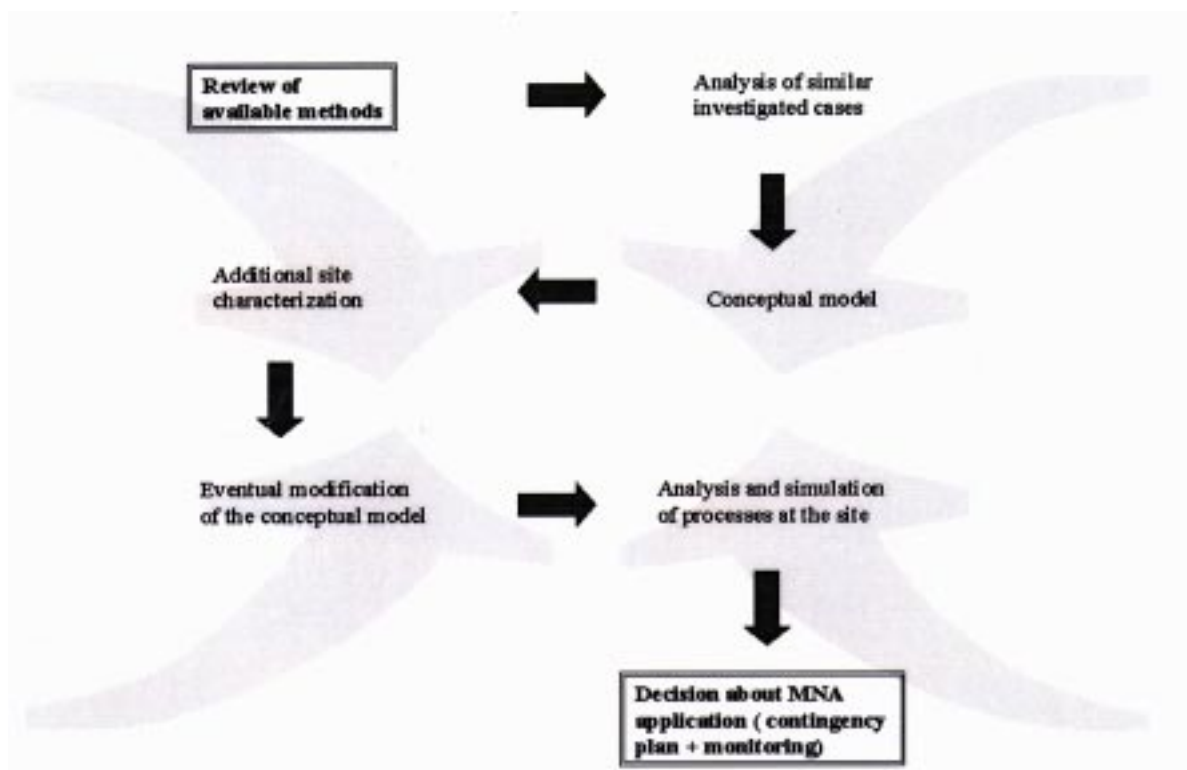 Review of
available methods
Analysis of similar
investigated cases
Conceptual model
Additional site
characterization
Eventual modification
of the conceptual model
Analysis and simulation
of processes at the site
Decision about MNA
application ( contingency
plan + monitoring)